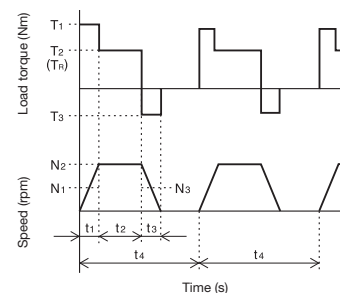 Load torque (Nm)
T1
T2
(TR)
T3
Speed (rpm)
N2
N1
N3
t1 t2 t3
t4 t4
Time (s)